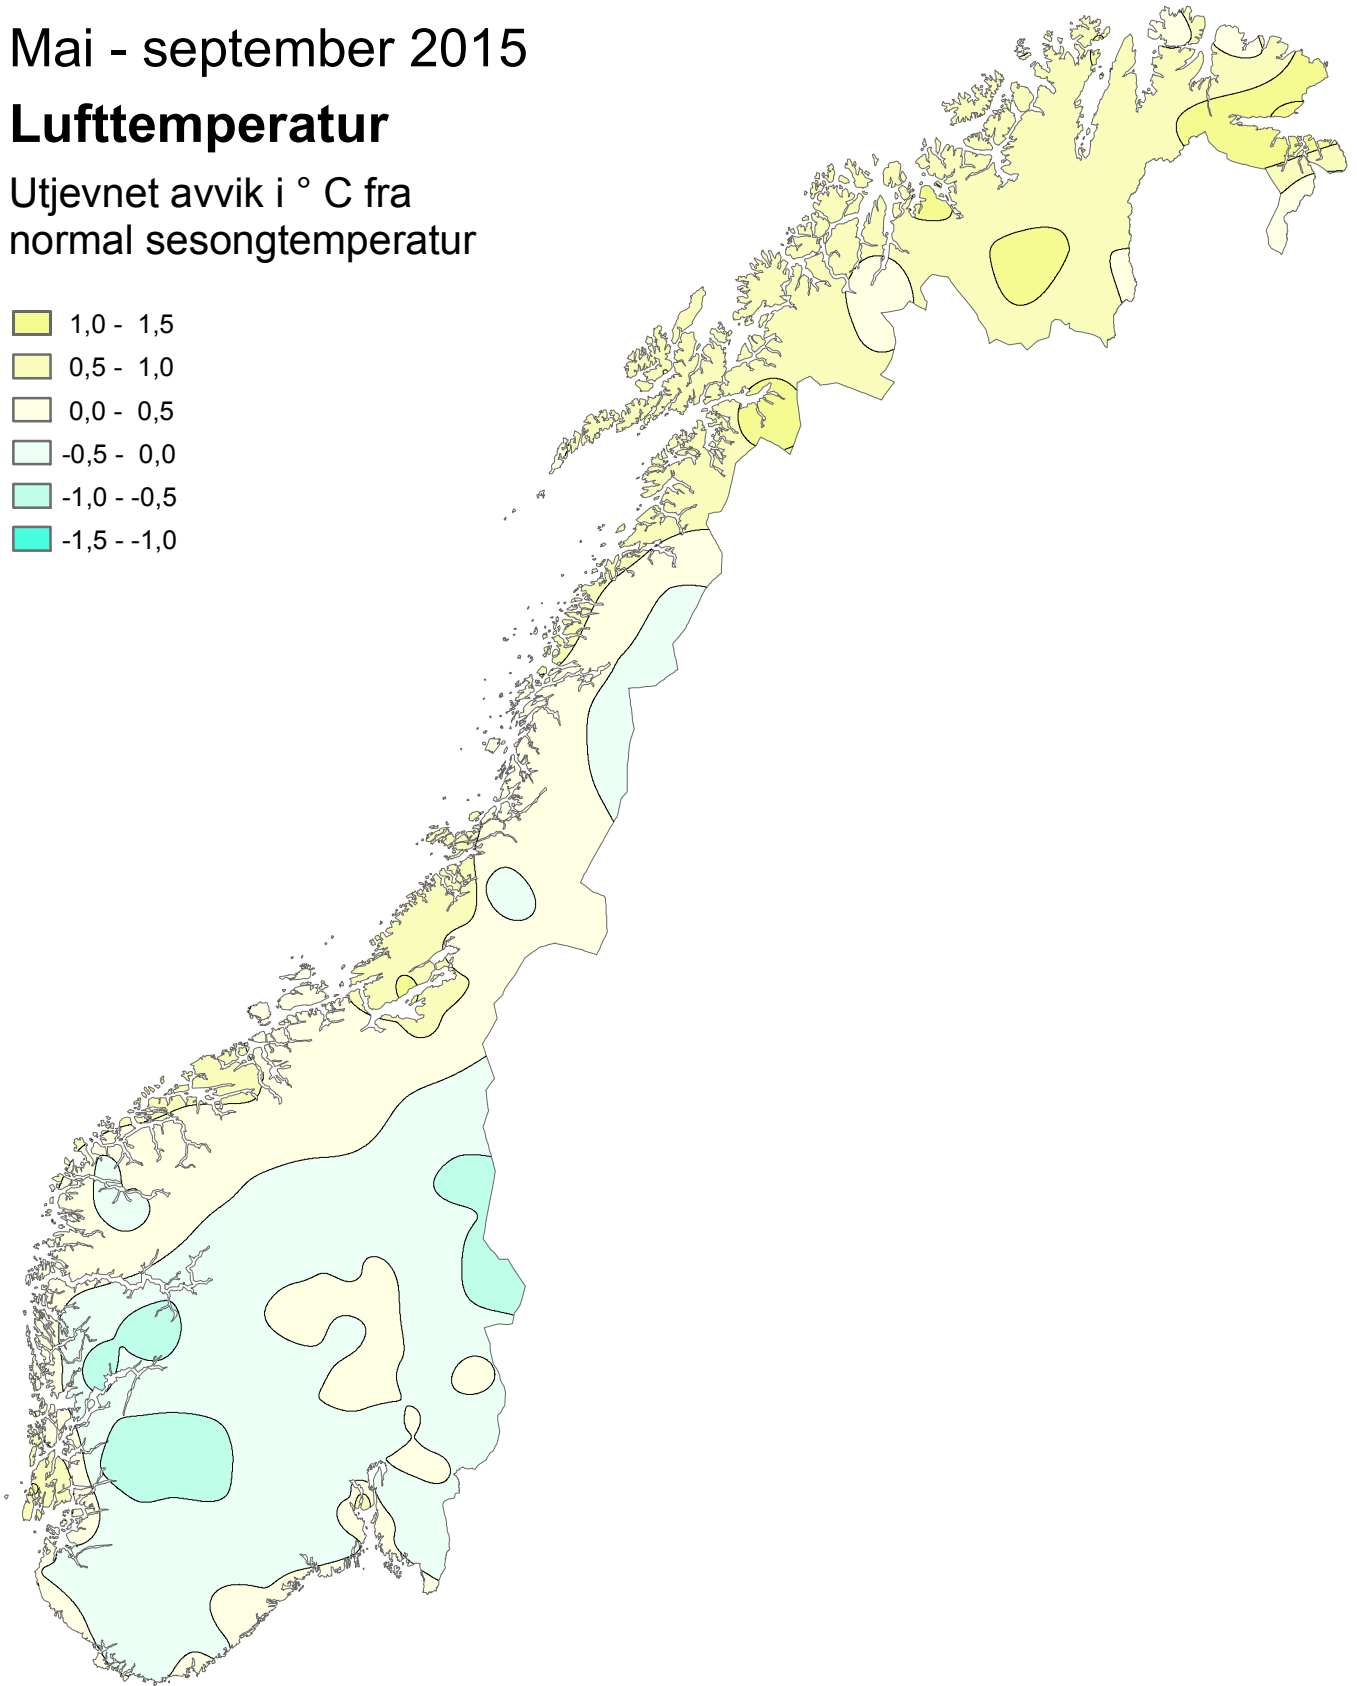 Mai - september 2015
Lufttemperatur
Utjevnet avvik i ° C fra
normal sesongtemperatur
1,0 - 1,5
0,5 - 1,0
0,0 - 0,5
-0,5 - 0,0
-1,0 - -0,5
-1,5 - -1,0